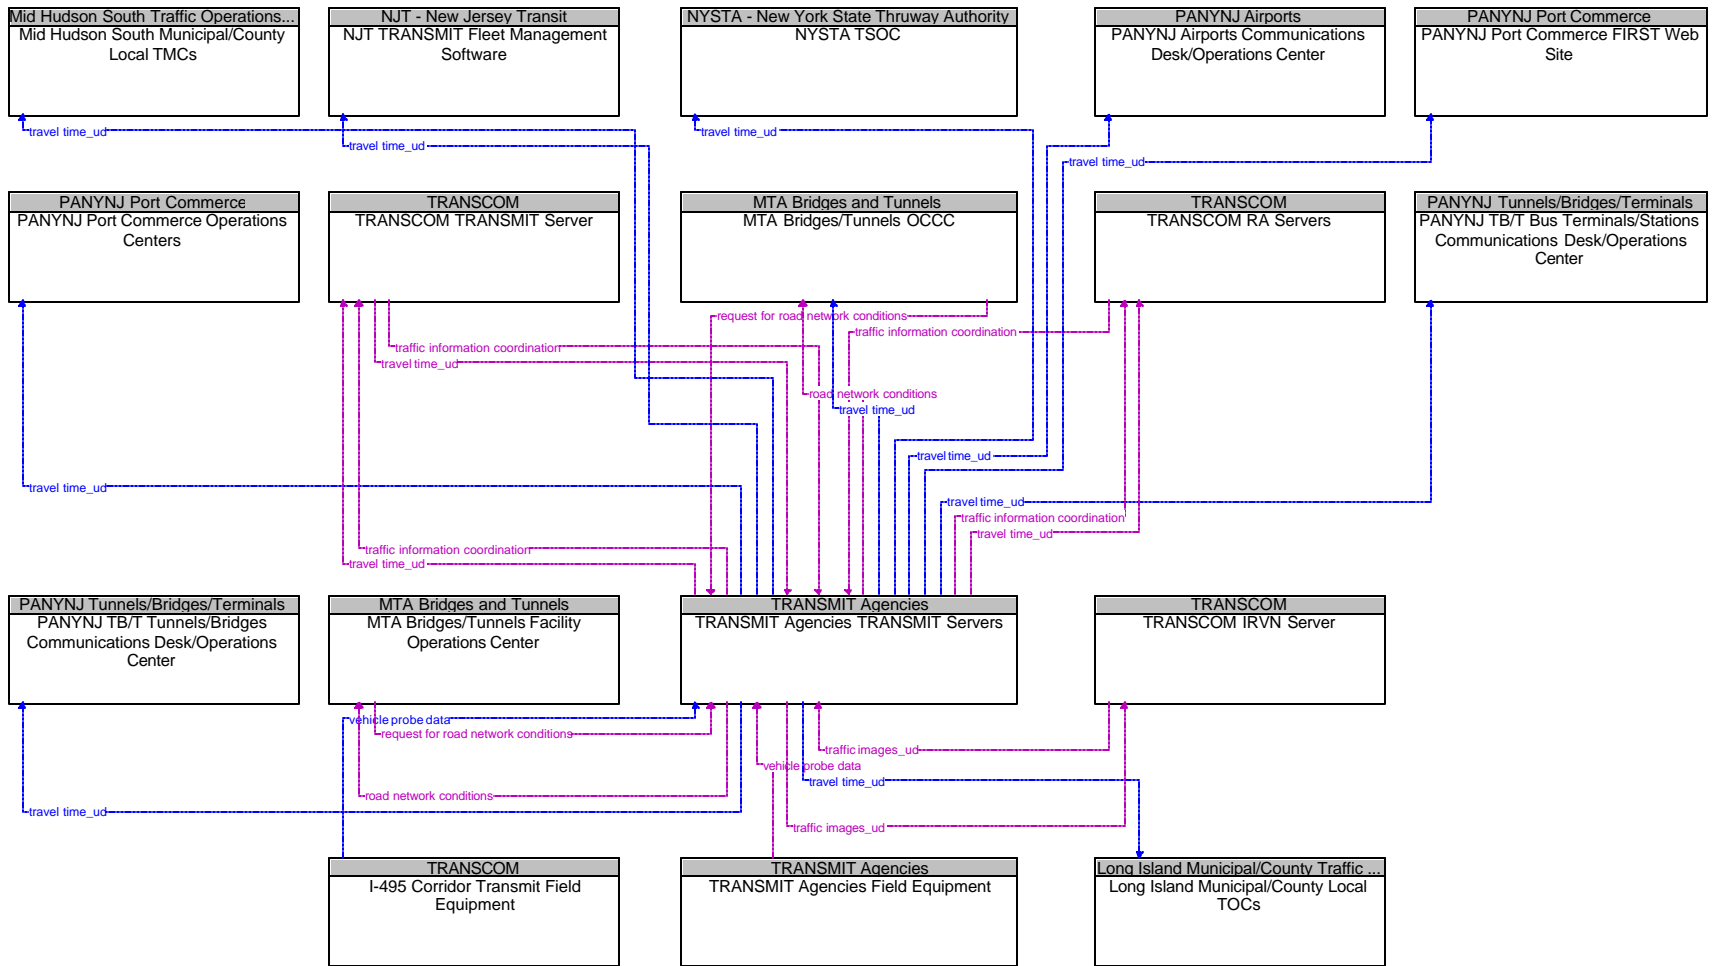 Mid Hudson South Traffic Operations...
Mid Hudson South Municipal/County
Local TMCs
NJT - New Jersey Transit
NJT TRANSMIT Fleet Management
Software
NYSTA - New York State Thruway Authority
NYSTA TSOC
PANYNJ Airports
PANYNJ Airports Communications
Desk/Operations Center
PANYNJ Port Commerce
PANYNJ Port Commerce FIRST Web
Site
travel time_ud
travel time_ud
travel time_ud
travel time_ud
PANYNJ Port Commerce
PANYNJ Port Commerce Operations
Centers
TRANSCOM
TRANSCOM TRANSMIT Server
MTA Bridges and Tunnels
MTA Bridges/Tunnels OCCC
TRANSCOM
TRANSCOM RA Servers
PANYNJ Tunnels/Bridges/Terminals
PANYNJ TB/T Bus Terminals/Stations
Communications Desk/Operations
Center
request for road network conditions
traffic information coordination
traffic information coordination
travel time_ud
road network conditions
travel time_ud
travel time_ud
travel time_ud
travel time_ud
traffic information coordination
travel time_ud
traffic information coordination
travel time_ud
PANYNJ Tunnels/Bridges/Terminals
PANYNJ TB/T Tunnels/Bridges
Communications Desk/Operations
Center
MTA Bridges and Tunnels
MTA Bridges/Tunnels Facility
Operations Center
TRANSMIT Agencies
TRANSMIT Agencies TRANSMIT Servers
TRANSCOM
TRANSCOM IRVN Server
vehicle probe data
request for road network conditions
traffic images_ud
vehicle probe data
travel time_ud
road network conditions
travel time_ud
traffic images_ud
TRANSCOM
I-495 Corridor Transmit Field
Equipment
TRANSMIT Agencies
TRANSMIT Agencies Field Equipment
Long Island Municipal/County Traffic ...
Long Island Municipal/County Local
TOCs